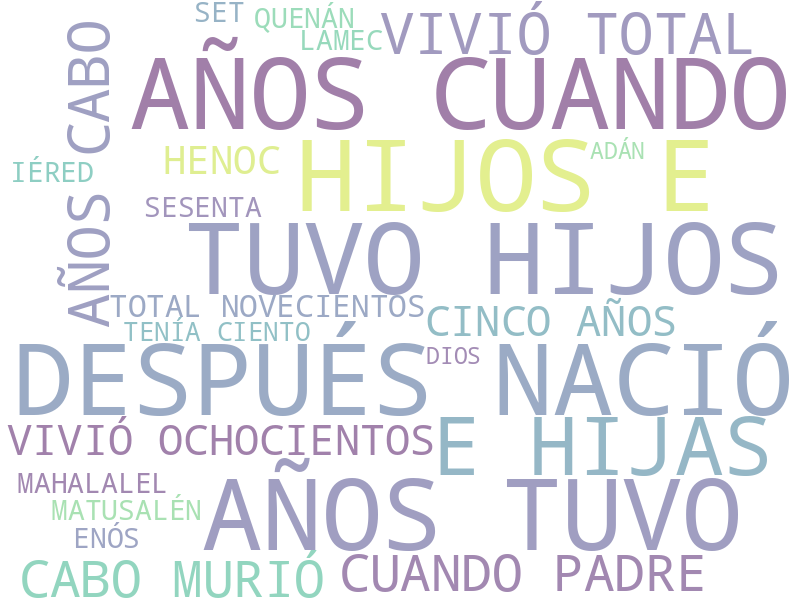 SET
QUENÁN
LAMEC
VIVIÓ TOTAL
AÑOS CUANDO
AÑOS CABO
HENOC
HIJOS E
ADÁN
IÉRED
SESENTA
TUVO HIJOS
TOTAL NOVECIENTOS
CINCO AÑOS
TENÍA CIENTO
DESPUÉS NACIÓ
DIOS
VIVIÓ OCHOCIENTOS
E HIJAS
MAHALALEL
AÑOS TUVO
MATUSALÉN
ENÓS
CABO MURIÓ
CUANDO PADRE